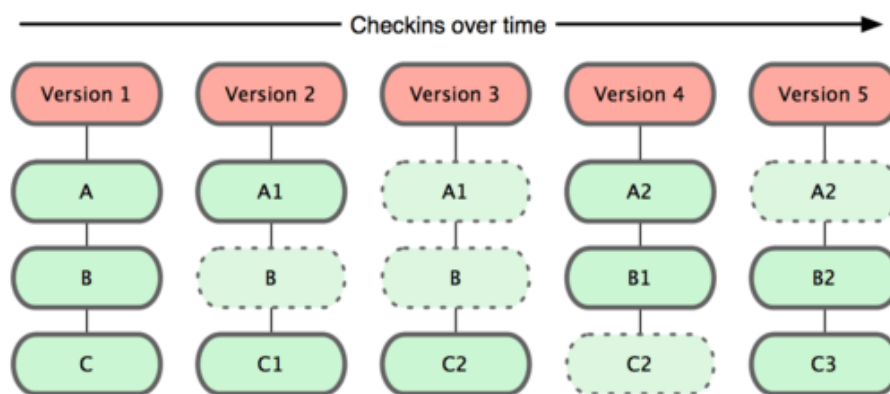 Checkins over time
Version 1 Version 2 Version 3 Version 4 Version 5
A A1 A1 A2 A2
B B B B1 B2
C C1 C2 C2 C3